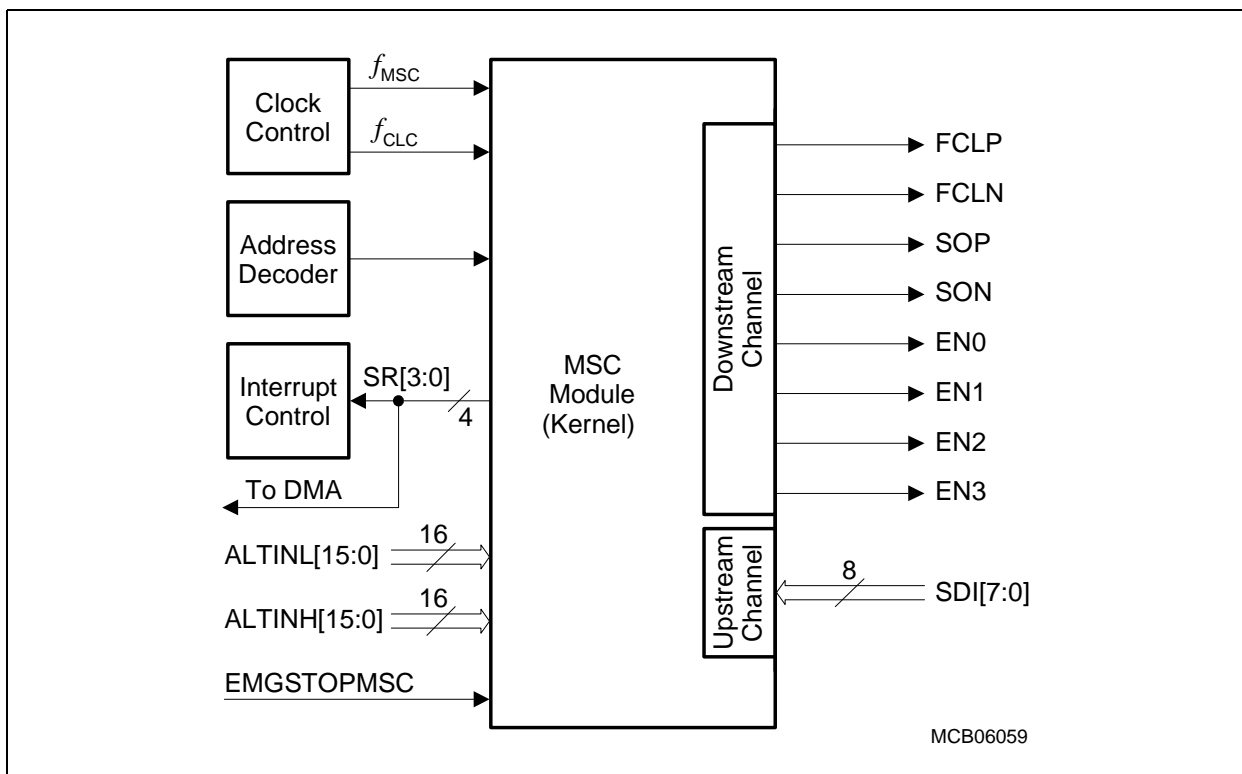 Clock
Control
fMSC
fCLC
Address
Decoder
Interrupt
Control
SR[3:0]
4
To DMA
ALTINL[15:0]
16
ALTINH[15:0]
16
EMGSTOPMSC
MSC
Module
(Kernel)
Downstream
Channel
Upstream
Channel
FCLP
FCLN
SOP
SON
EN0
EN1
EN2
EN3
8
SDI[7:0]
MCB06059